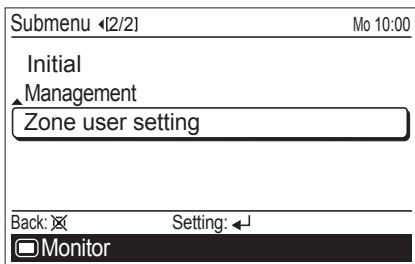 Submenu ◂[2/2] Mo 10:00
Initial
Management
Zone user setting
Back: Setting:
Monitor